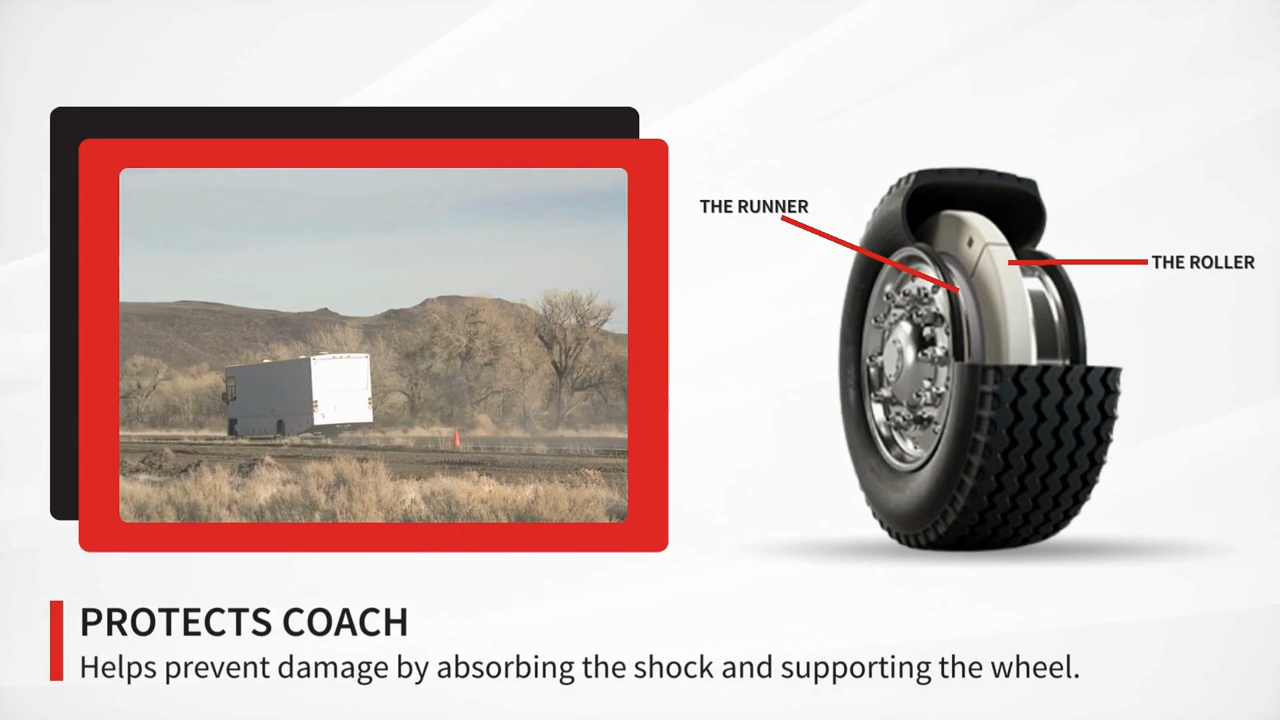 THE RUNNER
THE ROLLER
PROTECTS COACH
Helps prevent damage by absorbing the shock and supporting the wheel.